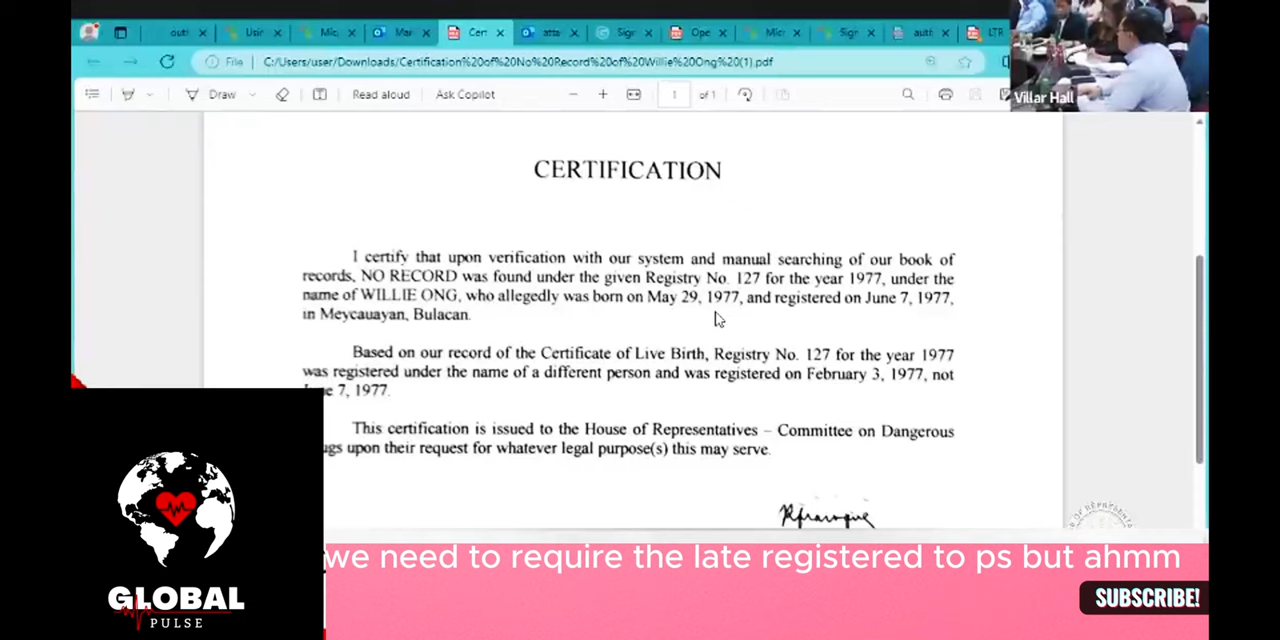 Cert
Ope
LTR
File
C:/Users/user/Downloads/Certification%20of%20No%20Record%20of%20Willie%20Ong%20(1).pdf
Draw
Read aloud
Ask Copilot
1
of 1
Villar Hall
CERTIFICATION
I certify that upon verification with our system and manual searching of our book of
records, NO RECORD was found under the given Registry No. 127 for the year 1977, under the
name of WILLIE ONG, who allegedly was born on May 29, 1977, and registered on June 7, 1977,
in Meycauayan, Bulacan.
Based on our record of the Certificate of Live Birth, Registry No. 127 for the year 1977
was registered under the name of a different person and was registered on February 3, 1977, not
e 7, 1977.
This certification is issued to the House of Representatives – Committee on Dangerous
ugs upon their request for whatever legal purpose(s) this may serve.
GLOBAL
PULSE
we need to require the late registered to ps but ahmm
SUBSCRIBE!